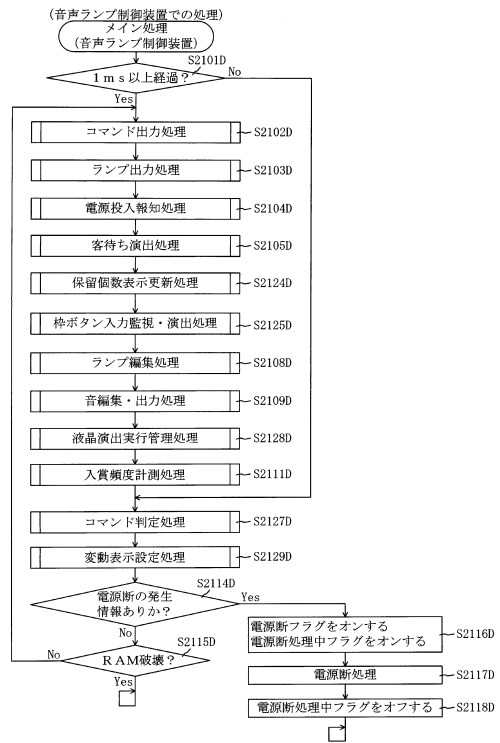 (音声ランプ制御装置での処理)
メイン処理
(音声ランプ制御装置)
S2101D
1ms以上経過？
No
Yes
コマンド出力処理
S2102D
ランプ出力処理
S2103D
電源投入報知処理
S2104D
客待ち演出処理
S2105D
保留個数表示更新処理
S2124D
枠ボタン入力監視・演出処理
S2125D
ランプ編集処理
S2108D
音編集・出力処理
S2109D
液晶演出実行管理処理
S2128D
入賞頻度計測処理
S2111D
コマンド判定処理
S2127D
変動表示設定処理
S2129D
S2114D
電源断の発生
情報ありか？
Yes
No
S2115D
RAM破壊？
No
Yes
電源断フラグをオンする
電源断処理中フラグをオンする
S2116D
電源断処理
S2117D
電源断処理中フラグをオフする
S2118D